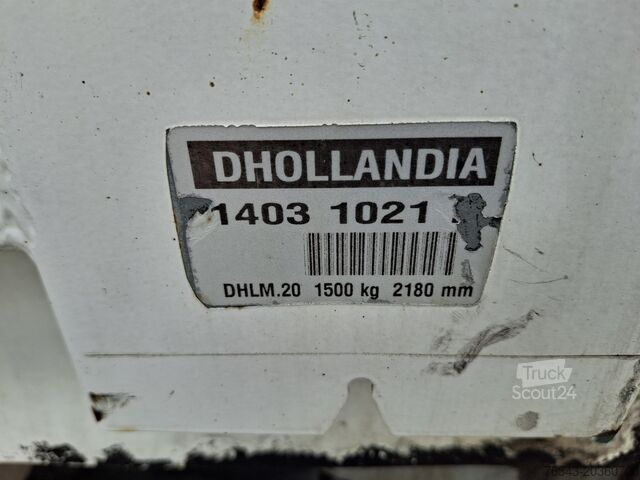 DHOLLANDIA
1403 1021
DHLM.20 1500 kg 2180 mm
Truck
Scout24